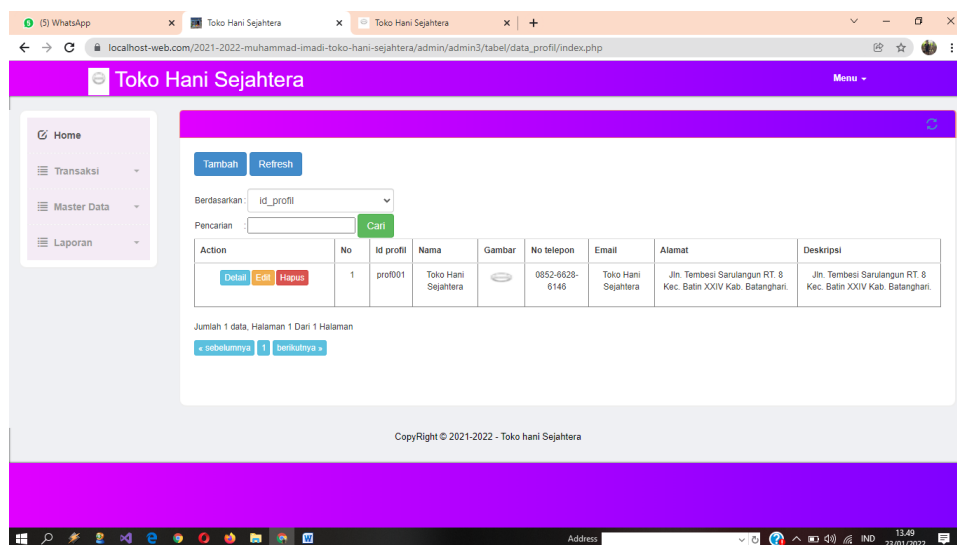 (5) WhatsApp
Toko Hani Sejahtera
Toko Hani Sejahtera
localhost-web.com/2021-2022-muhammad-imadi-toko-hani-sejahtera/admin/admin3/tabel/data_profil/index.php
Toko Hani Sejahtera
Menu
Home
Transaksi
Master Data
Laporan
Tambah Refresh
Berdasarkan : id_profil
Pencarian : Cari
Action No Id profil Nama Gambar No telepon Email Alamat Deskripsi
Detail Edit Hapus 1 prof001 Toko Hani 0852-6628- Toko Hani Jln. Tembesi Sarulangun RT. 8 Jln. Tembesi Sarulangun RT. 8
Sejahtera 6146 Sejahtera Kec. Batin XXIV Kab. Batanghari. Kec. Batin XXIV Kab. Batanghari.
Jumlah 1 data, Halaman 1 Dari 1 Halaman
« sebelumnya 1 berikutnya »
CopyRight © 2021-2022 - Toko hani Sejahtera
Address
IND
13.49
23/01/2022